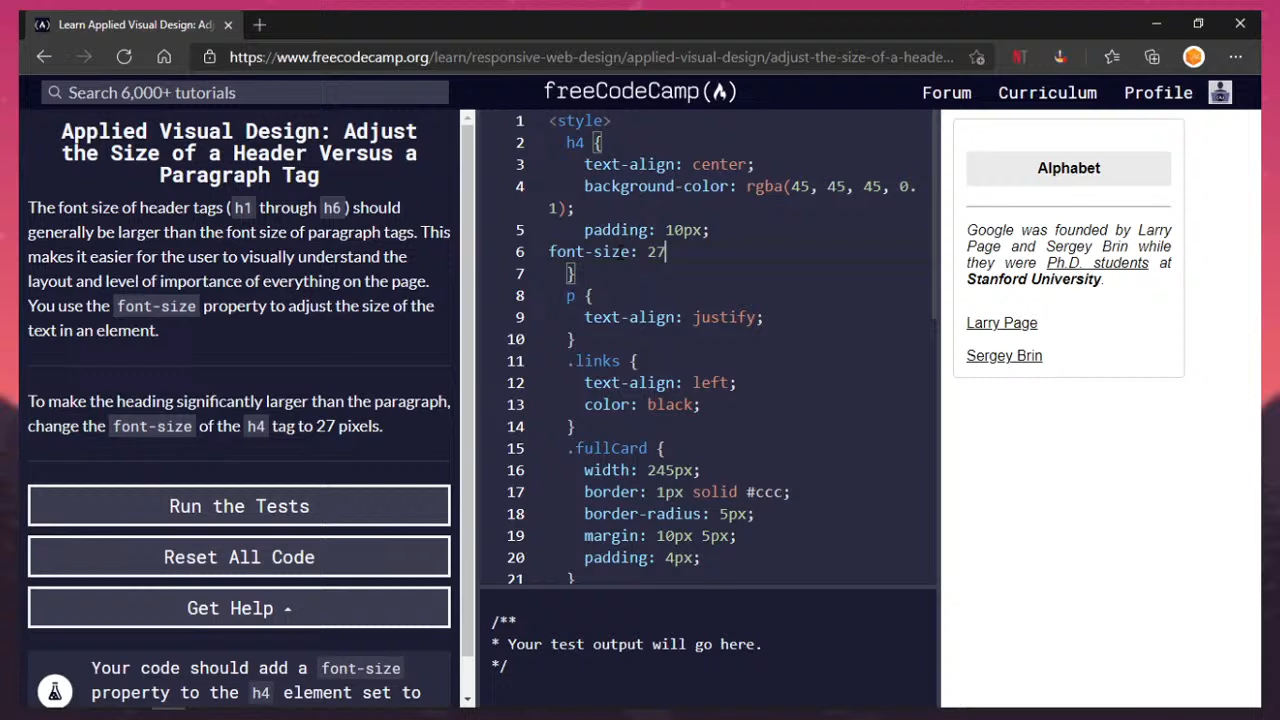 Learn Applied Visual Design: Adj
https://www.freecodecamp.org/learn/responsive-web-design/applied-visual-design/adjust-the-size-of-a-heade...
Search 6,000+ tutorials
freeCodeCamp
Forum
Curriculum
Profile
Applied Visual Design: Adjust
the Size of a Header Versus a
Paragraph Tag
The font size of header tags ( h1 through h6 ) should
generally be larger than the font size of paragraph tags. This
makes it easier for the user to visually understand the
layout and level of importance of everything on the page.
You use the font-size property to adjust the size of the
text in an element.
To make the heading significantly larger than the paragraph,
change the font-size of the h4 tag to 27 pixels.
Run the Tests
Reset All Code
Get Help
Your code should add a font-size
property to the h4 element set to
1 <style>
2 h4 {
3 text-align: center;
4 background-color: rgba(45, 45, 45, 0.
1);
5 padding: 10px;
6 font-size: 27
7 }
8 p {
9 text-align: justify;
10 }
11 .links {
12 text-align: left;
13 color: black;
14 }
15 .fullCard {
16 width: 245px;
17 border: 1px solid #ccc;
18 border-radius: 5px;
19 margin: 10px 5px;
20 padding: 4px;
21 }
/**
* Your test output will go here.
*/
Alphabet
Google was founded by Larry
Page and Sergey Brin while
they were Ph.D. students at
Stanford University.
Larry Page
Sergey Brin